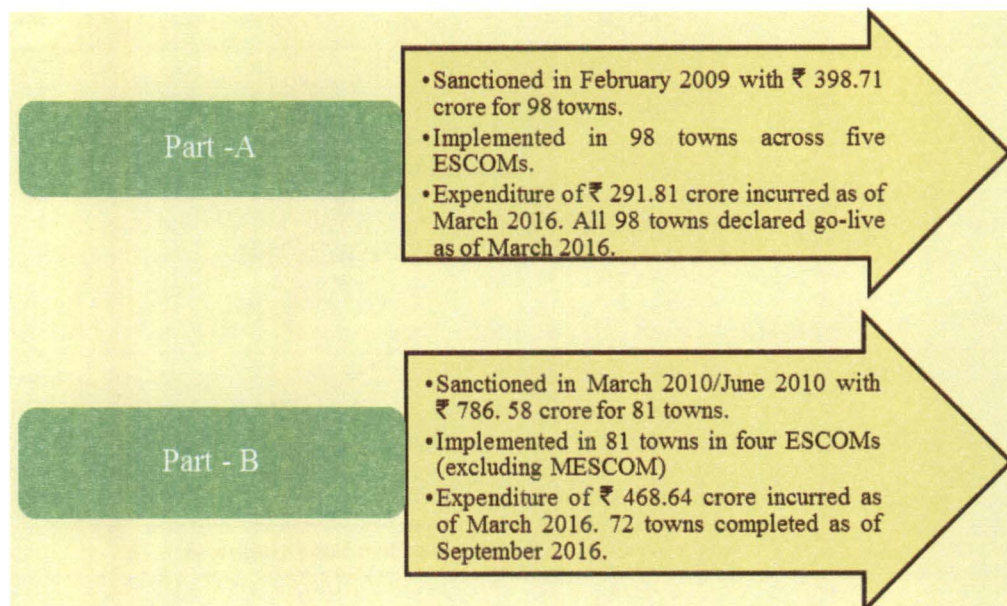 Part -A
•Sanctioned in February 2009 with ₹ 398.71
crore for 98 towns.
•Implemented in 98 towns across five
ESCOMs.
•Expenditure of ₹ 291.81 crore incurred as of
March 2016. All 98 towns declared go-live
as of March 2016.
Part - B
•Sanctioned in March 2010/June 2010 with
₹ 786. 58 crore for 81 towns.
•Implemented in 81 towns in four ESCOMs
(excluding MESCOM)
•Expenditure of ₹ 468.64 crore incurred as
of March 2016. 72 towns completed as of
September 2016.